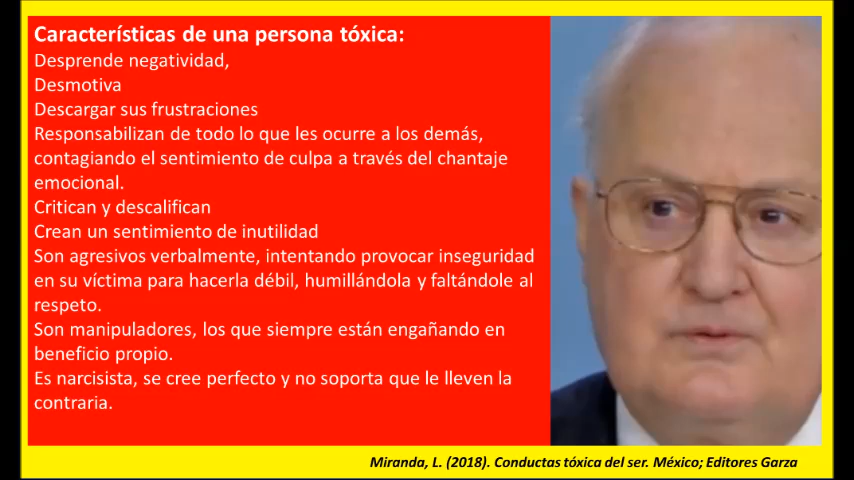 Características de una persona tóxica:
Desprende negatividad,
Desmotiva
Descargar sus frustraciones
Responsabilizan de todo lo que les ocurre a los demás,
contagiando el sentimiento de culpa a través del chantaje
emocional.
Critican y descalifican
Crean un sentimiento de inutilidad
Son agresivos verbalmente, intentando provocar inseguridad
en su víctima para hacerla débil, humillándola y faltándole al
respeto.
Son manipuladores, los que siempre están engañando en
beneficio propio.
Es narcisista, se cree perfecto y no soporta que le lleven la
contraria.
Miranda, L. (2018). Conductas tóxica del ser. México; Editores Garza